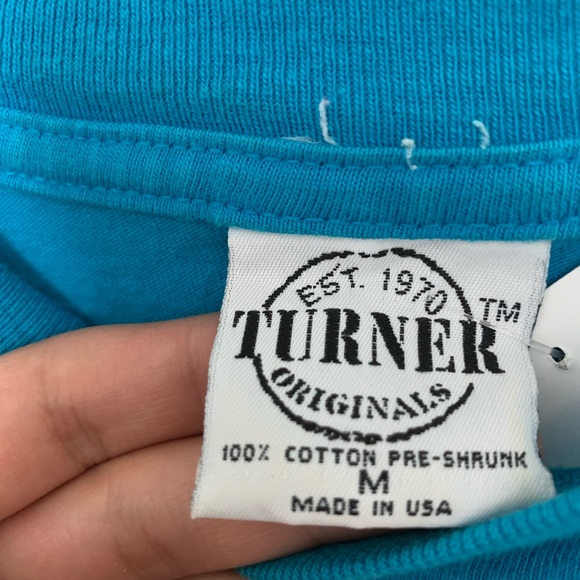 EST. 1970
TURNER™
ORIGINALS
100% COTTON PRE-SHRUNK
M
MADE IN USA